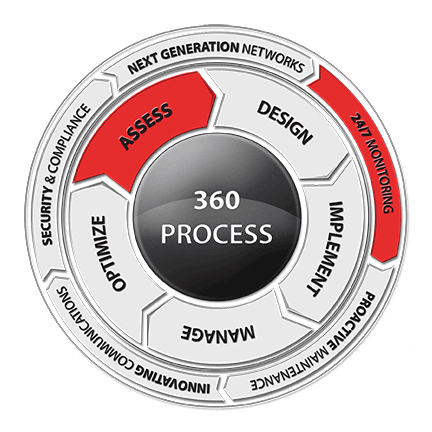 360
PROCESS
ASSESS
DESIGN
IMPLEMENT
MANAGE
OPTIMIZE
NEXT GENERATION NETWORKS
24/7 MONITORING
PROACTIVE MAINTENANCE
INNOVATING COMMUNICATIONS
SECURITY & COMPLIANCE